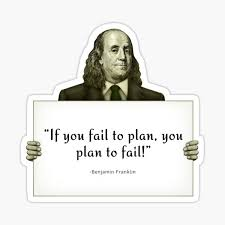 “If you fail to plan, you
plan to fail!”
-Benjamin Franklin